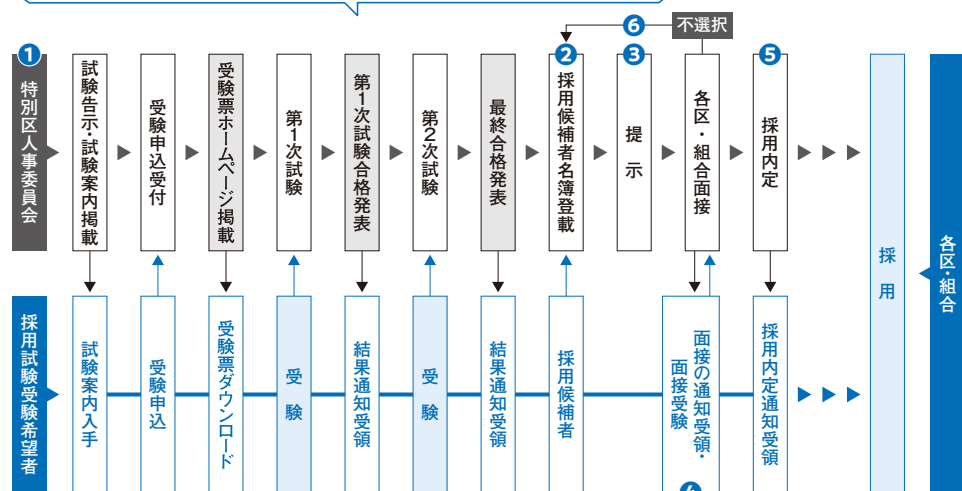 ❻
不選択
❶
特別区人事委員会
試験告示・試験案内掲載
受験申込受付
受験票ホームページ掲載
第1次試験
第1次試験合格発表
第2次試験
最終合格発表
❷
採用候補者名簿登載
❸
提示
各区・組合面接
❺
採用内定
採用
各区・組合
採用試験受験希望者
試験案内入手
受験申込
受験票ダウンロード
受験
結果通知受領
受験
結果通知受領
採用候補者
面接の通知受領・
面接受験
採用内定通知受領